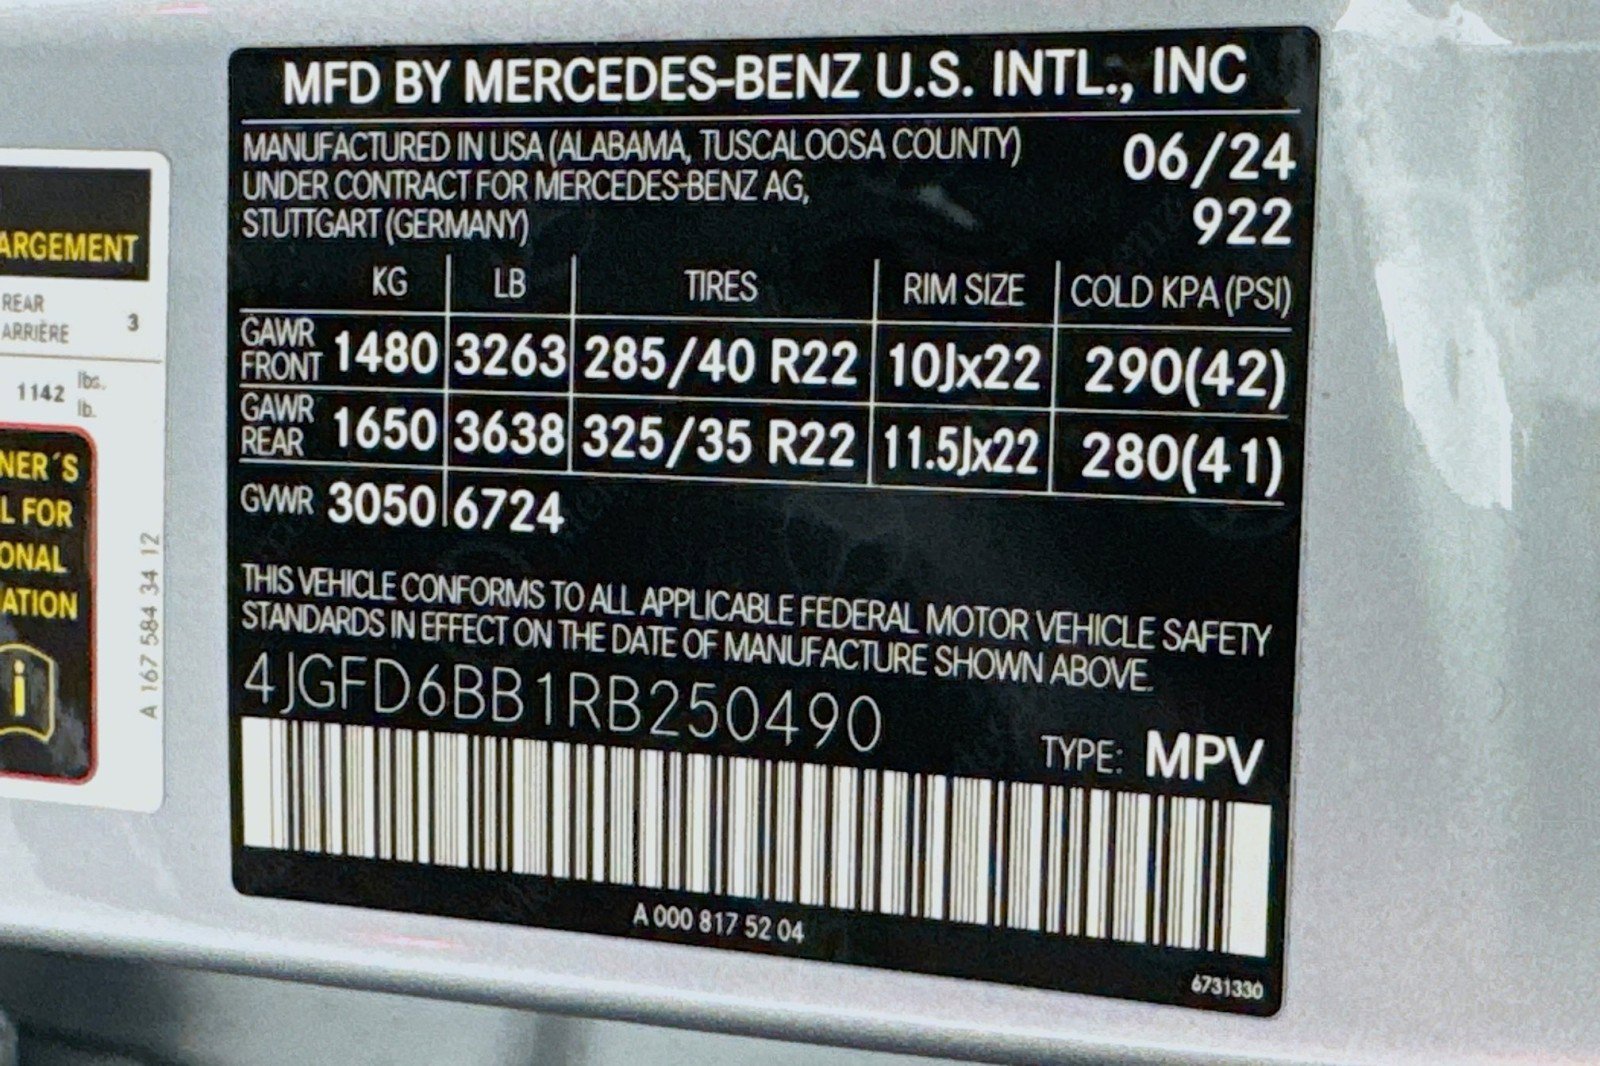 MFD BY MERCEDES-BENZ U.S. INTL., INC
MANUFACTURED IN USA (ALABAMA, TUSCALOOSA COUNTY)
UNDER CONTRACT FOR MERCEDES-BENZ AG,
STUTTGART (GERMANY)
06/24
922
KG LB TIRES RIM SIZE COLD KPA (PSI)
GAWR
FRONT 1480 3263 285/40 R22 10Jx22 290(42)
GAWR
REAR 1650 3638 325/35 R22 11.5Jx22 280(41)
GVWR 3050 6724
THIS VEHICLE CONFORMS TO ALL APPLICABLE FEDERAL MOTOR VEHICLE SAFETY
STANDARDS IN EFFECT ON THE DATE OF MANUFACTURE SHOWN ABOVE.
4JGFD6BB1RB250490
TYPE: MPV
A 000 817 52 04
6731330
ARGEMENT
REAR
ARRIÈRE 3
1142 lbs.
lb.
NER´S
L FOR
ONAL
ATION
A 167 584 34 12